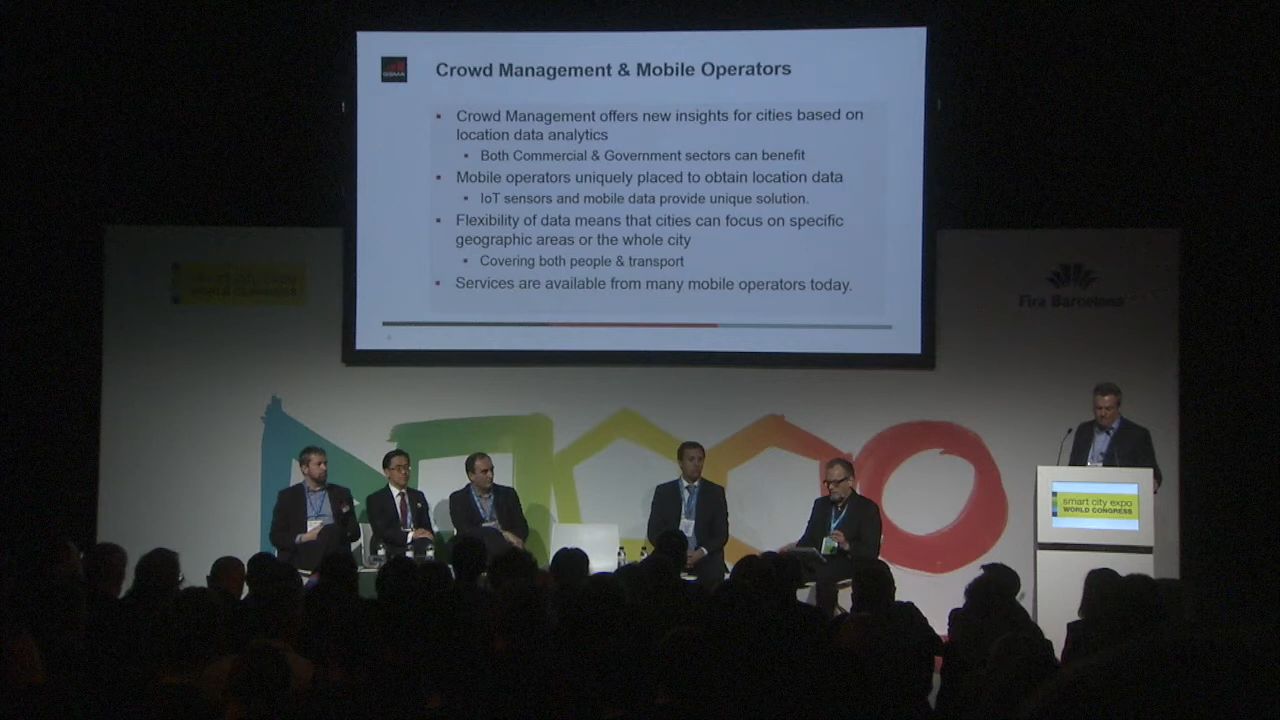 GSMA
Crowd Management & Mobile Operators
▪ Crowd Management offers new insights for cities based on
location data analytics
▪ Both Commercial & Government sectors can benefit
▪ Mobile operators uniquely placed to obtain location data
▪ IoT sensors and mobile data provide unique solution.
▪ Flexibility of data means that cities can focus on specific
geographic areas or the whole city
▪ Covering both people & transport
▪ Services are available from many mobile operators today.
WORLD CONGRESS
Fira Barcelona
smart city expo
WORLD CONGRESS